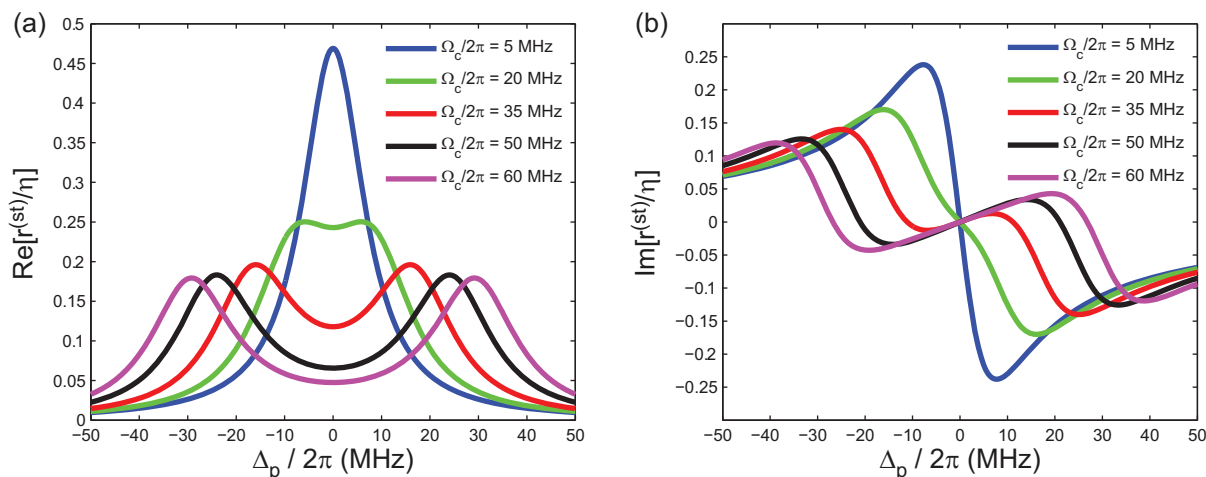 (a)
0.5
0.45
0.4
0.35
0.3
0.25
0.2
0.15
0.1
0.05
0
Re[r(st)/η]
Ωc/2π = 5 MHz
Ωc/2π = 20 MHz
Ωc/2π = 35 MHz
Ωc/2π = 50 MHz
Ωc/2π = 60 MHz
−50 −40 −30 −20 −10 0 10 20 30 40 50
Δp / 2π (MHz)
(b)
0.25
0.2
0.15
0.1
0.05
0
−0.05
−0.1
−0.15
−0.2
−0.25
Im[r(st)/η]
Ωc/2π = 5 MHz
Ωc/2π = 20 MHz
Ωc/2π = 35 MHz
Ωc/2π = 50 MHz
Ωc/2π = 60 MHz
−50 −40 −30 −20 −10 0 10 20 30 40 50
Δp / 2π (MHz)